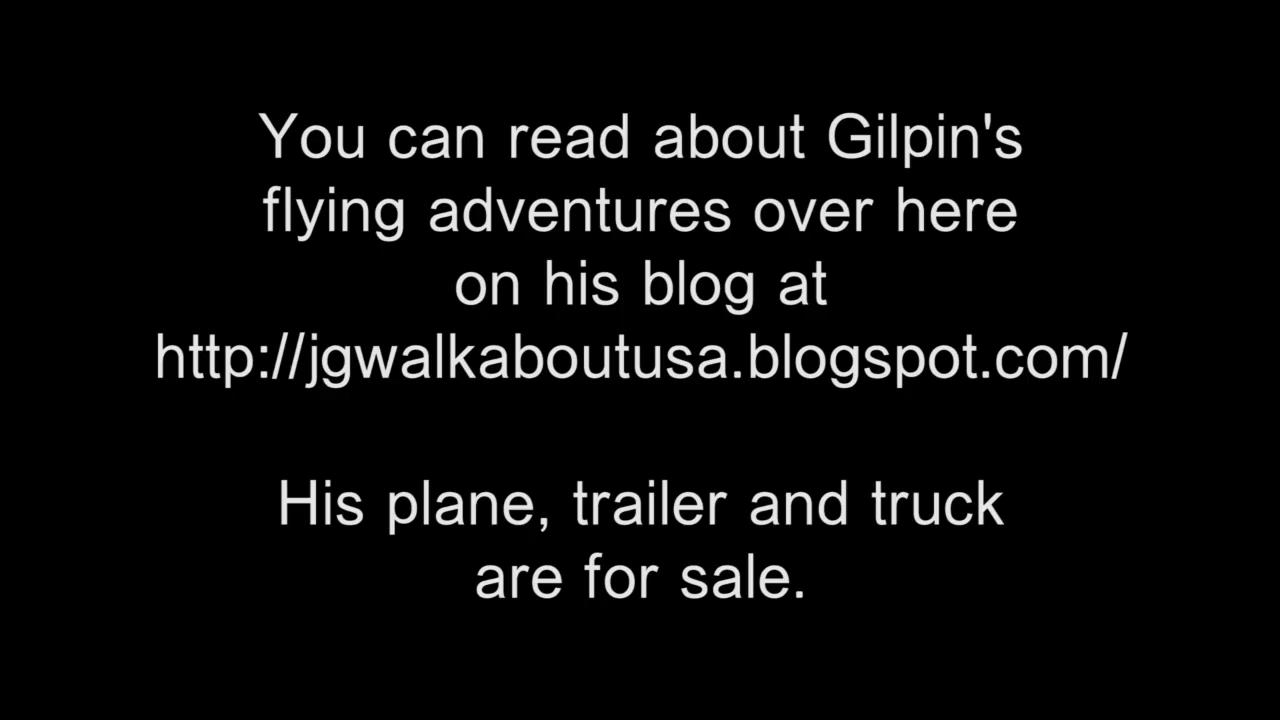 You can read about Gilpin's
flying adventures over here
on his blog at
http://jgwalkaboutusa.blogspot.com/
His plane, trailer and truck
are for sale.